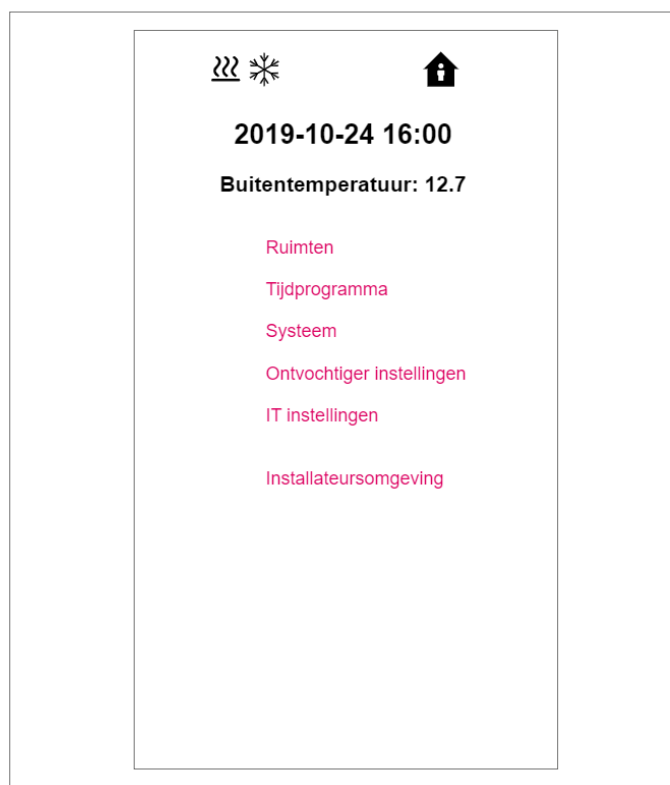 2019-10-24 16:00
Buitentemperatuur: 12.7
Ruimten
Tijdprogramma
Systeem
Ontvochtiger instellingen
IT instellingen
Installateursomgeving